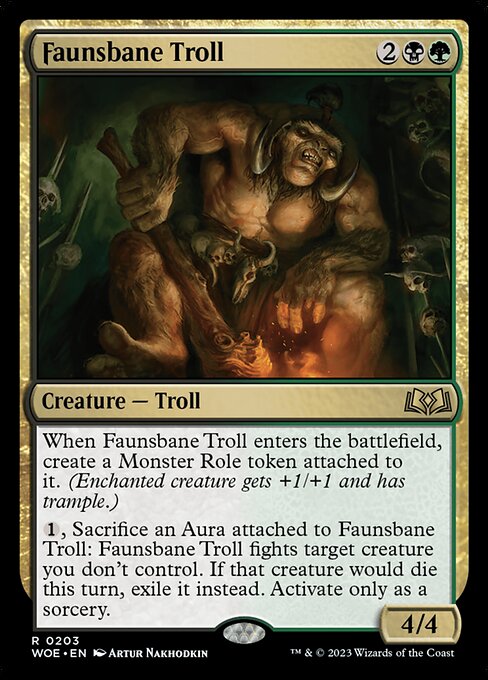 Faunsbane Troll 2
Creature — Troll
When Faunsbane Troll enters the battlefield,
create a Monster Role token attached to
it. (Enchanted creature gets +1/+1 and has
trample.)
1, Sacrifice an Aura attached to Faunsbane
Troll: Faunsbane Troll fights target creature
you don't control. If that creature would die
this turn, exile it instead. Activate only as a
sorcery.
4/4
R 0203
WOE • EN Artur Nakhodkin
™ & © 2023 Wizards of the Coast